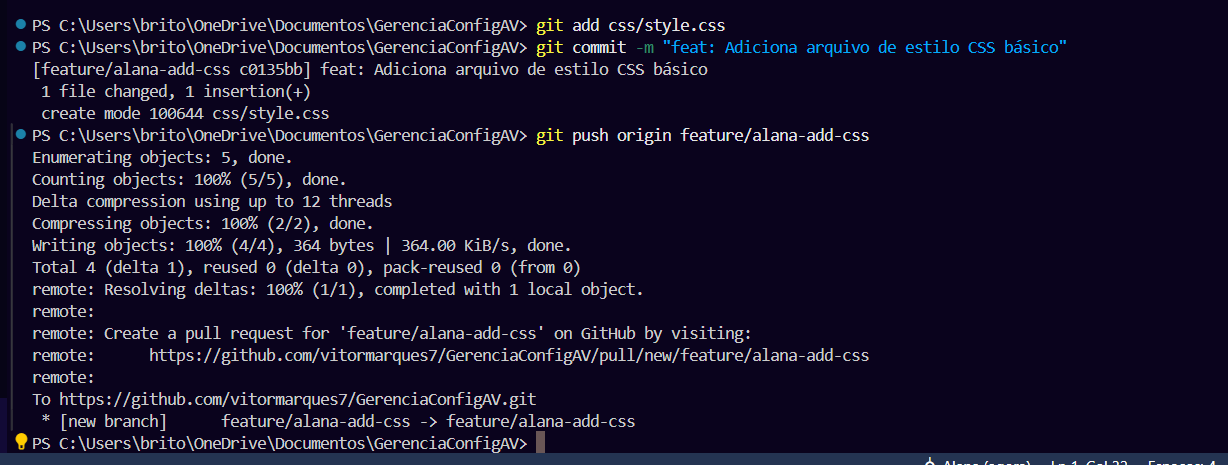 PS C:\Users\brito\OneDrive\Documentos\GerenciaConfigAV> git add css/style.css
PS C:\Users\brito\OneDrive\Documentos\GerenciaConfigAV> git commit -m "feat: Adiciona arquivo de estilo CSS básico"
[feature/alana-add-css c0135bb] feat: Adiciona arquivo de estilo CSS básico
 1 file changed, 1 insertion(+)
 create mode 100644 css/style.css
PS C:\Users\brito\OneDrive\Documentos\GerenciaConfigAV> git push origin feature/alana-add-css
Enumerating objects: 5, done.
Counting objects: 100% (5/5), done.
Delta compression using up to 12 threads
Compressing objects: 100% (2/2), done.
Writing objects: 100% (4/4), 364 bytes | 364.00 KiB/s, done.
Total 4 (delta 1), reused 0 (delta 0), pack-reused 0 (from 0)
remote: Resolving deltas: 100% (1/1), completed with 1 local object.
remote:
remote: Create a pull request for 'feature/alana-add-css' on GitHub by visiting:
remote:      https://github.com/vitormarques7/GerenciaConfigAV/pull/new/feature/alana-add-css
remote:
To https://github.com/vitormarques7/GerenciaConfigAV.git
 * [new branch]      feature/alana-add-css -> feature/alana-add-css
PS C:\Users\brito\OneDrive\Documentos\GerenciaConfigAV>